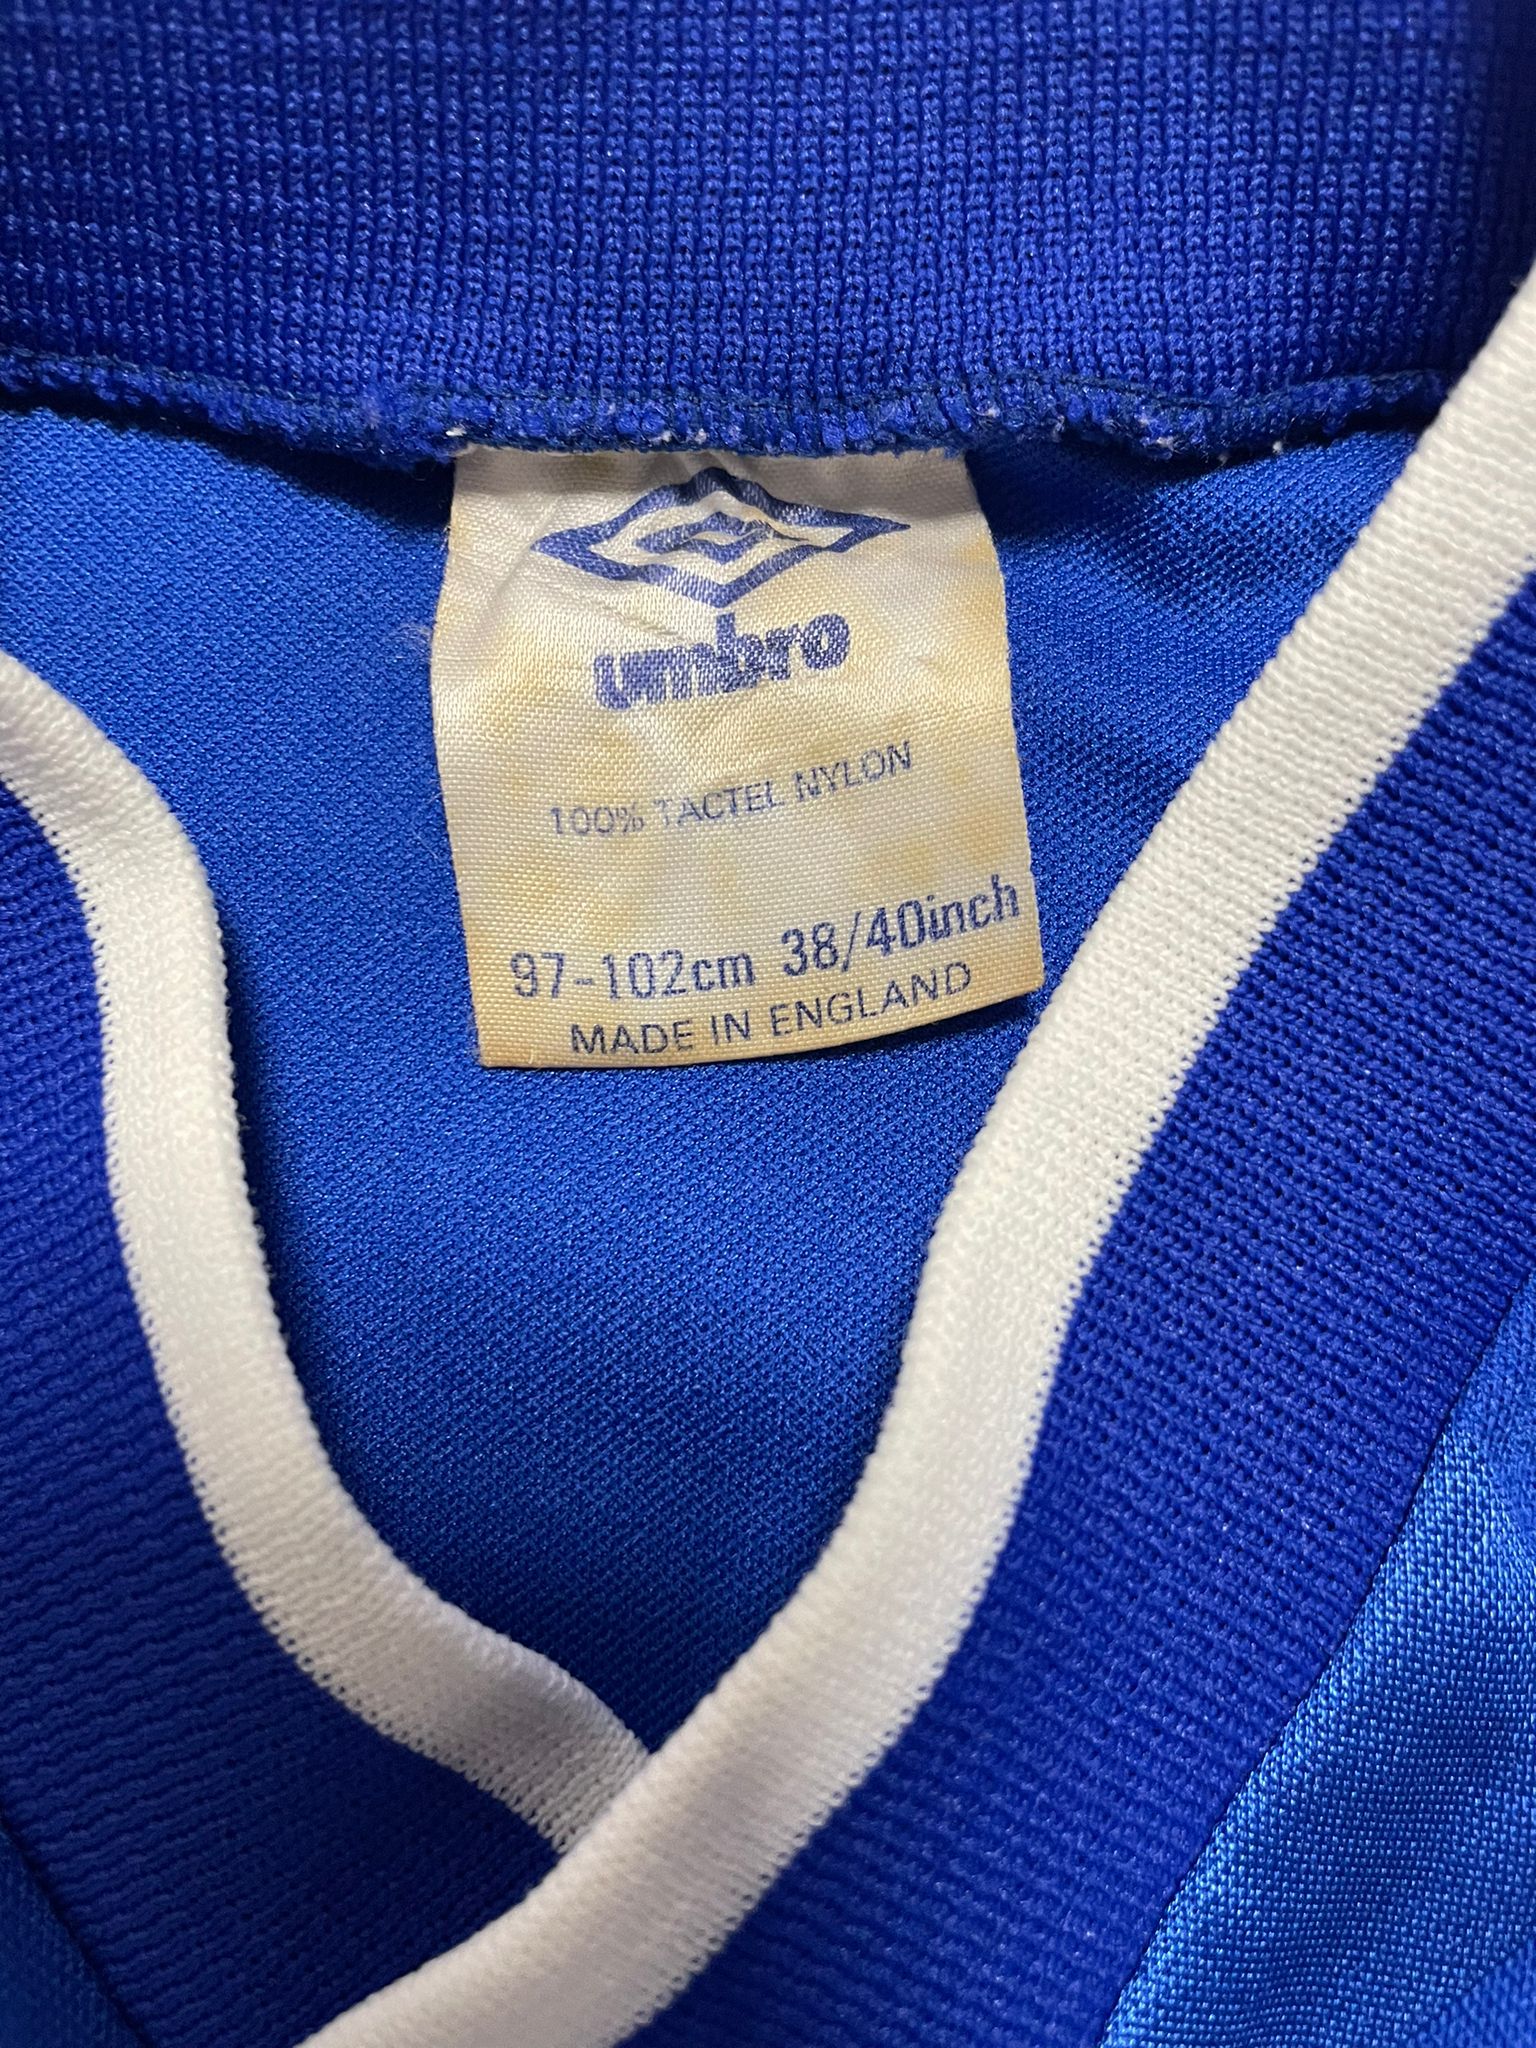 umbro
100% TACTEL NYLON
97-102cm 38/40inch
MADE IN ENGLAND